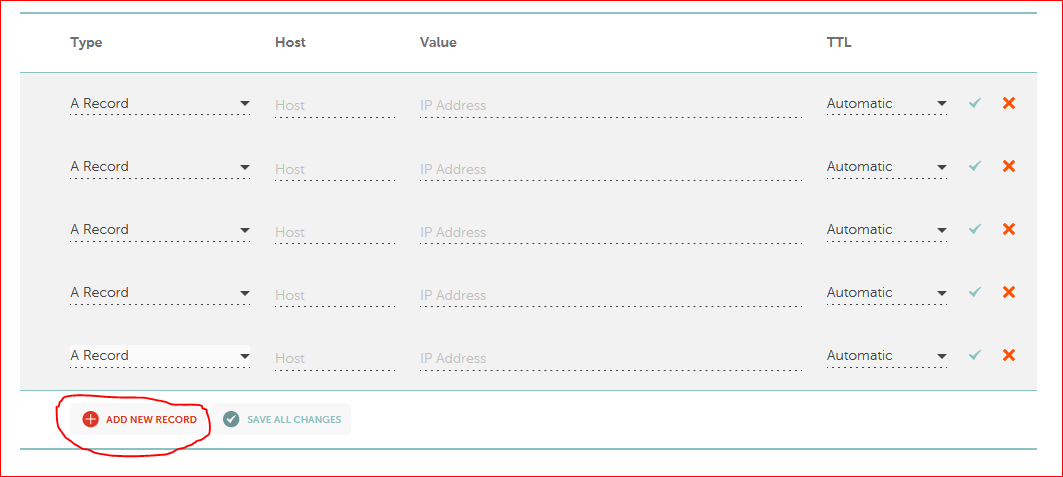 Type Host Value TTL
A Record Host IP Address Automatic
A Record Host IP Address Automatic
A Record Host IP Address Automatic
A Record Host IP Address Automatic
A Record Host IP Address Automatic
ADD NEW RECORD SAVE ALL CHANGES